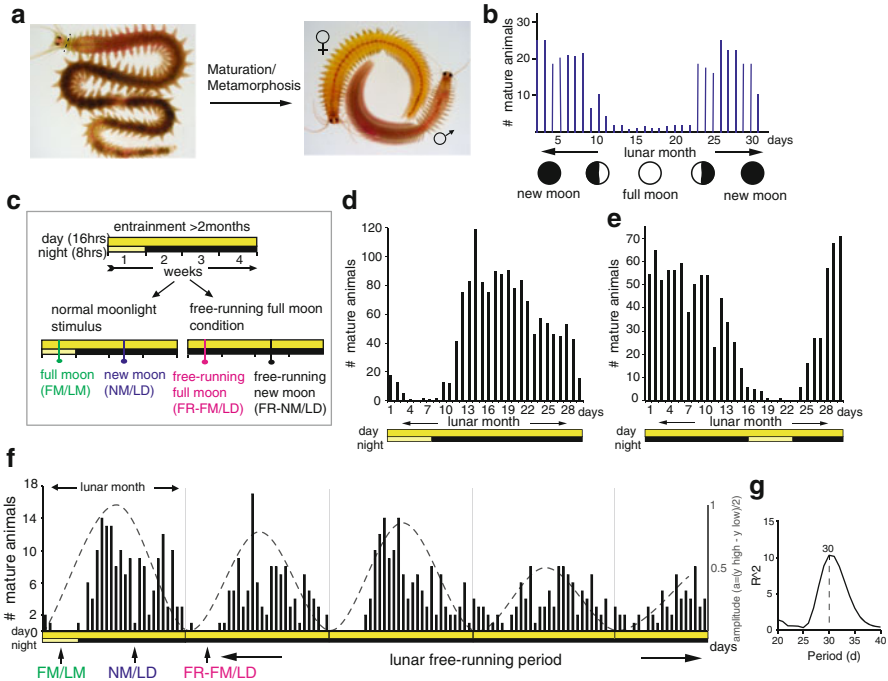 a
Maturation/
Metamorphosis
♀
♂
b
# mature animals
30
20
10
5 10 15 20 25 30 days
lunar month
new moon full moon new moon
c
entrainment >2months
day (16hrs)
night (8hrs)
1 2 3 4
weeks
normal moonlight
stimulus
free-running full moon
condition
full moon
(FM/LM)
new moon
(NM/LD)
free-running
full moon
(FR-FM/LD)
free-running
new moon
(FR-NM/LD)
d
# mature animals
120
100
80
60
40
20
0
1 4 7 10 13 16 19 22 25 28 days
lunar month
day
night
e
# mature animals
70
60
50
40
30
20
10
0
1 4 7 10 13 16 19 22 25 28 days
lunar month
day
night
f
# mature animals
18
14
10
6
2
0
lunar month
1
0.5
amplitude (a=(y high - y low)/2)
day
night
days
FM/LM NM/LD FR-FM/LD lunar free-running period
g
R^2
15
10
5
0
30
20 25 30 35 40
Period (d)